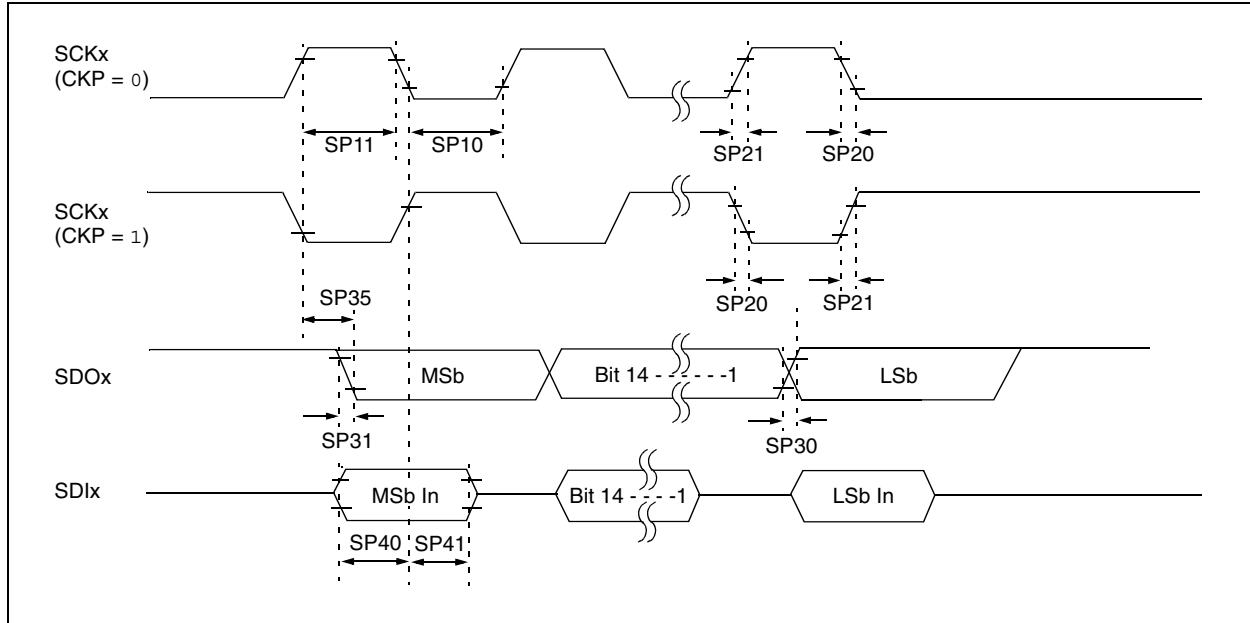 SCKx
(CKP = 0)
SP11
SP10
SP21
SP20
SCKx
(CKP = 1)
SP35
SP20
SP21
SDOx
MSb
Bit 14 - - - - - -1
LSb
SP31
SP30
SDIx
MSb In
Bit 14 - - - - -1
LSb In
SP40
SP41